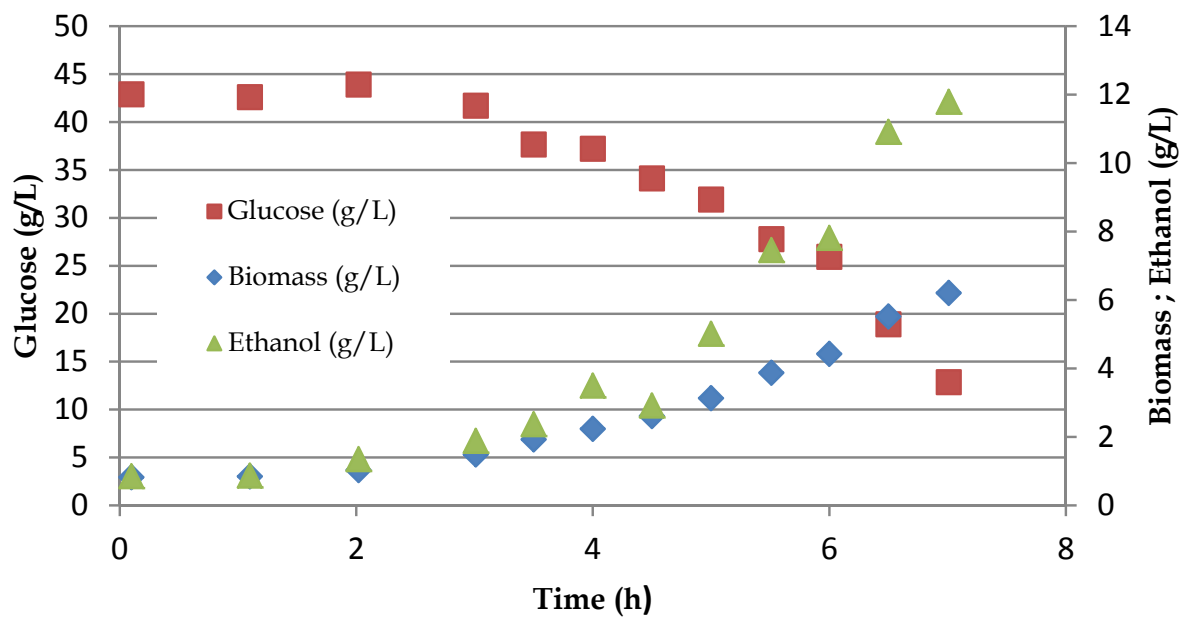 50
45
40
35
30
25
20
15
10
5
0
Glucose (g/L)
14
12
10
8
6
4
2
0
Biomass ; Ethanol (g/L)
Glucose (g/L)
Biomass (g/L)
Ethanol (g/L)
0 2 4 6 8
Time (h)